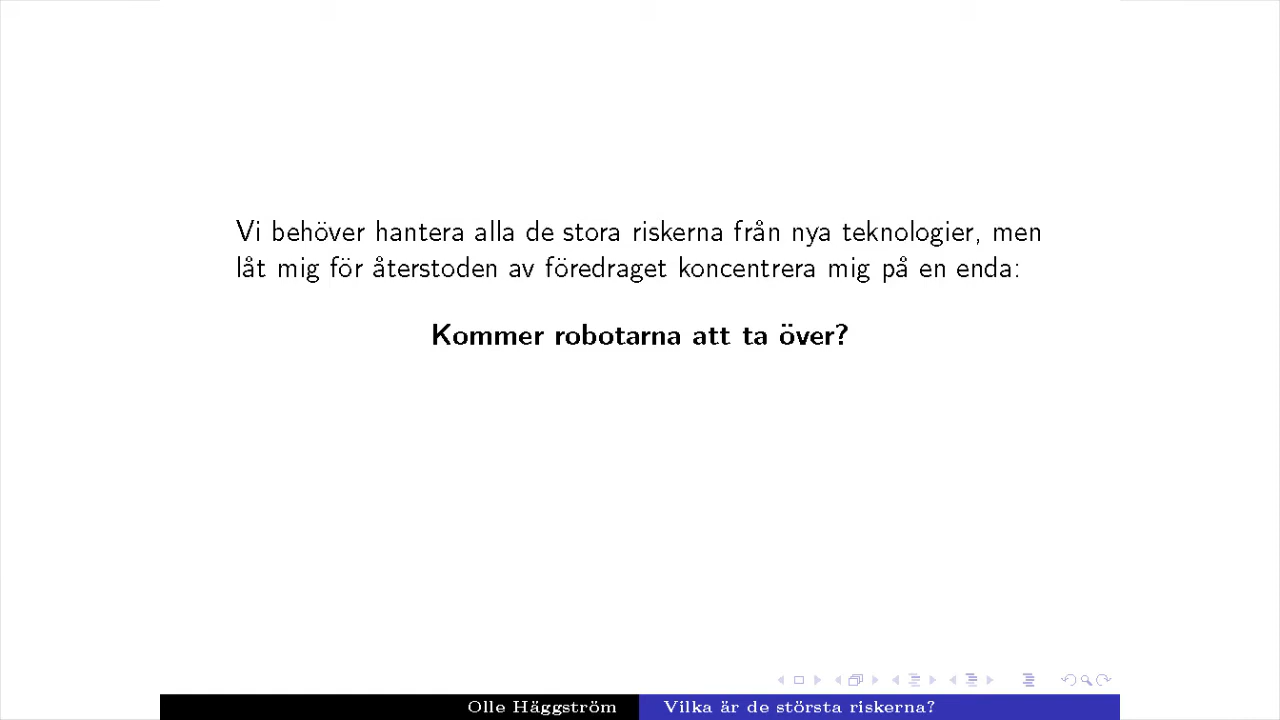 Vi behöver hantera alla de stora riskerna från nya teknologier, men
låt mig för återstoden av föredraget koncentrera mig på en enda:
Kommer robotarna att ta över?
Olle Häggström
Vilka är de största riskerna?